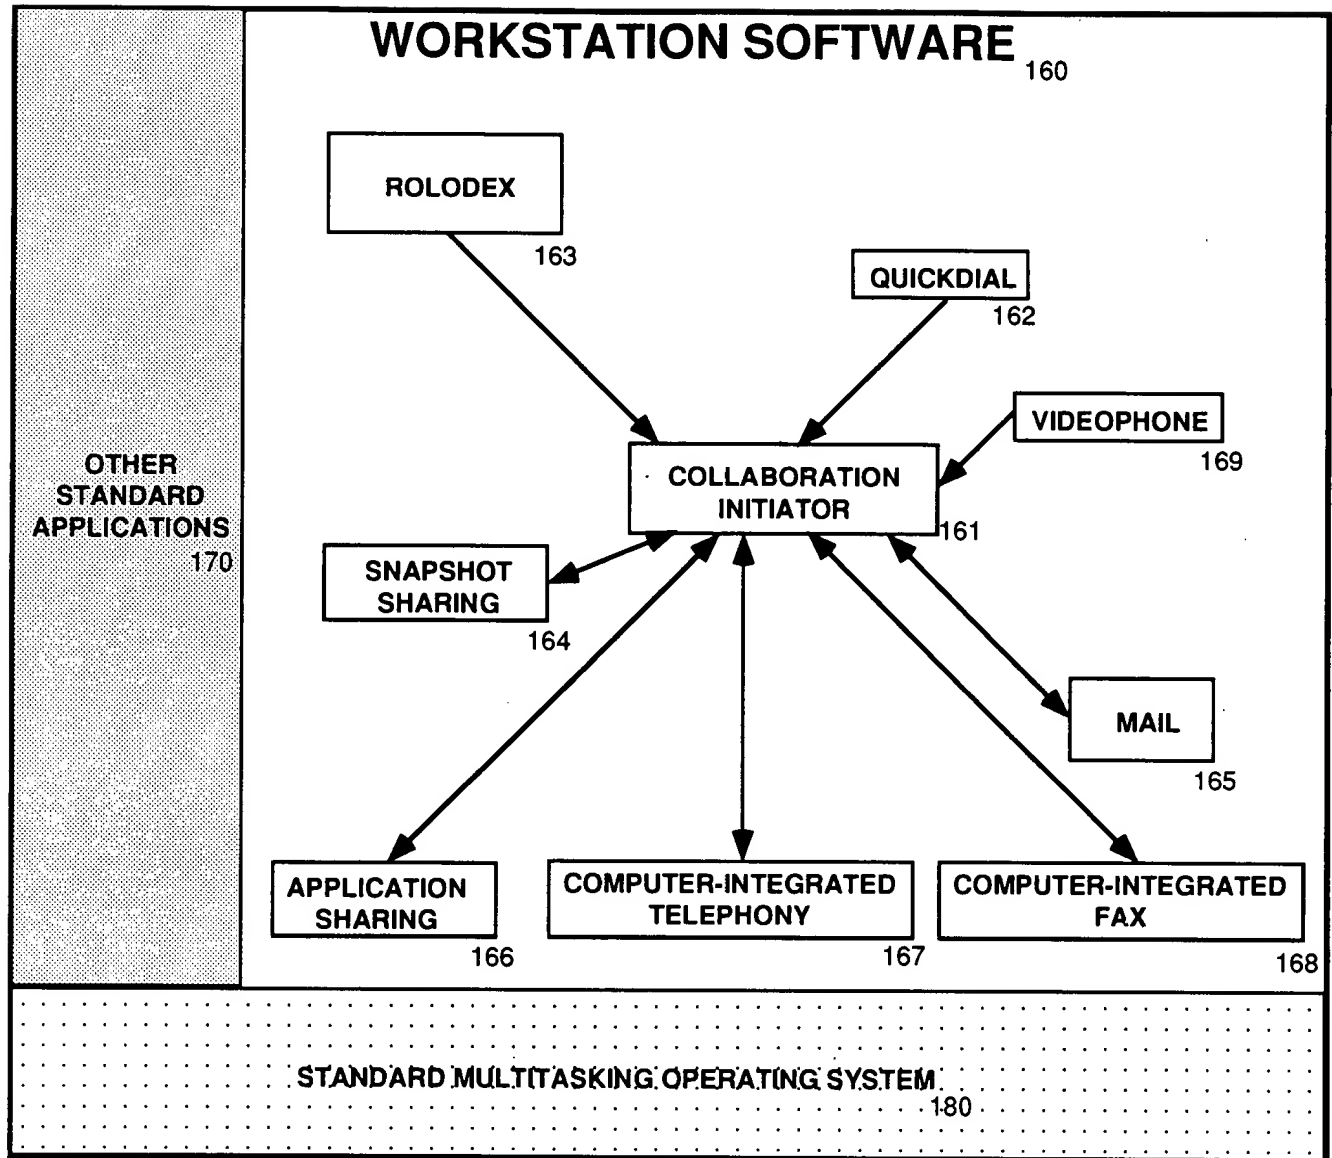 WORKSTATION SOFTWARE
160
ROLODEX
163
QUICKDIAL
162
VIDEOPHONE
169
COLLABORATION
INITIATOR
161
OTHER
STANDARD
APPLICATIONS
170
SNAPSHOT
SHARING
164
MAIL
165
APPLICATION
SHARING
166
COMPUTER-INTEGRATED
TELEPHONY
167
COMPUTER-INTEGRATED
FAX
168
STANDARD MULTITASKING OPERATING SYSTEM
180